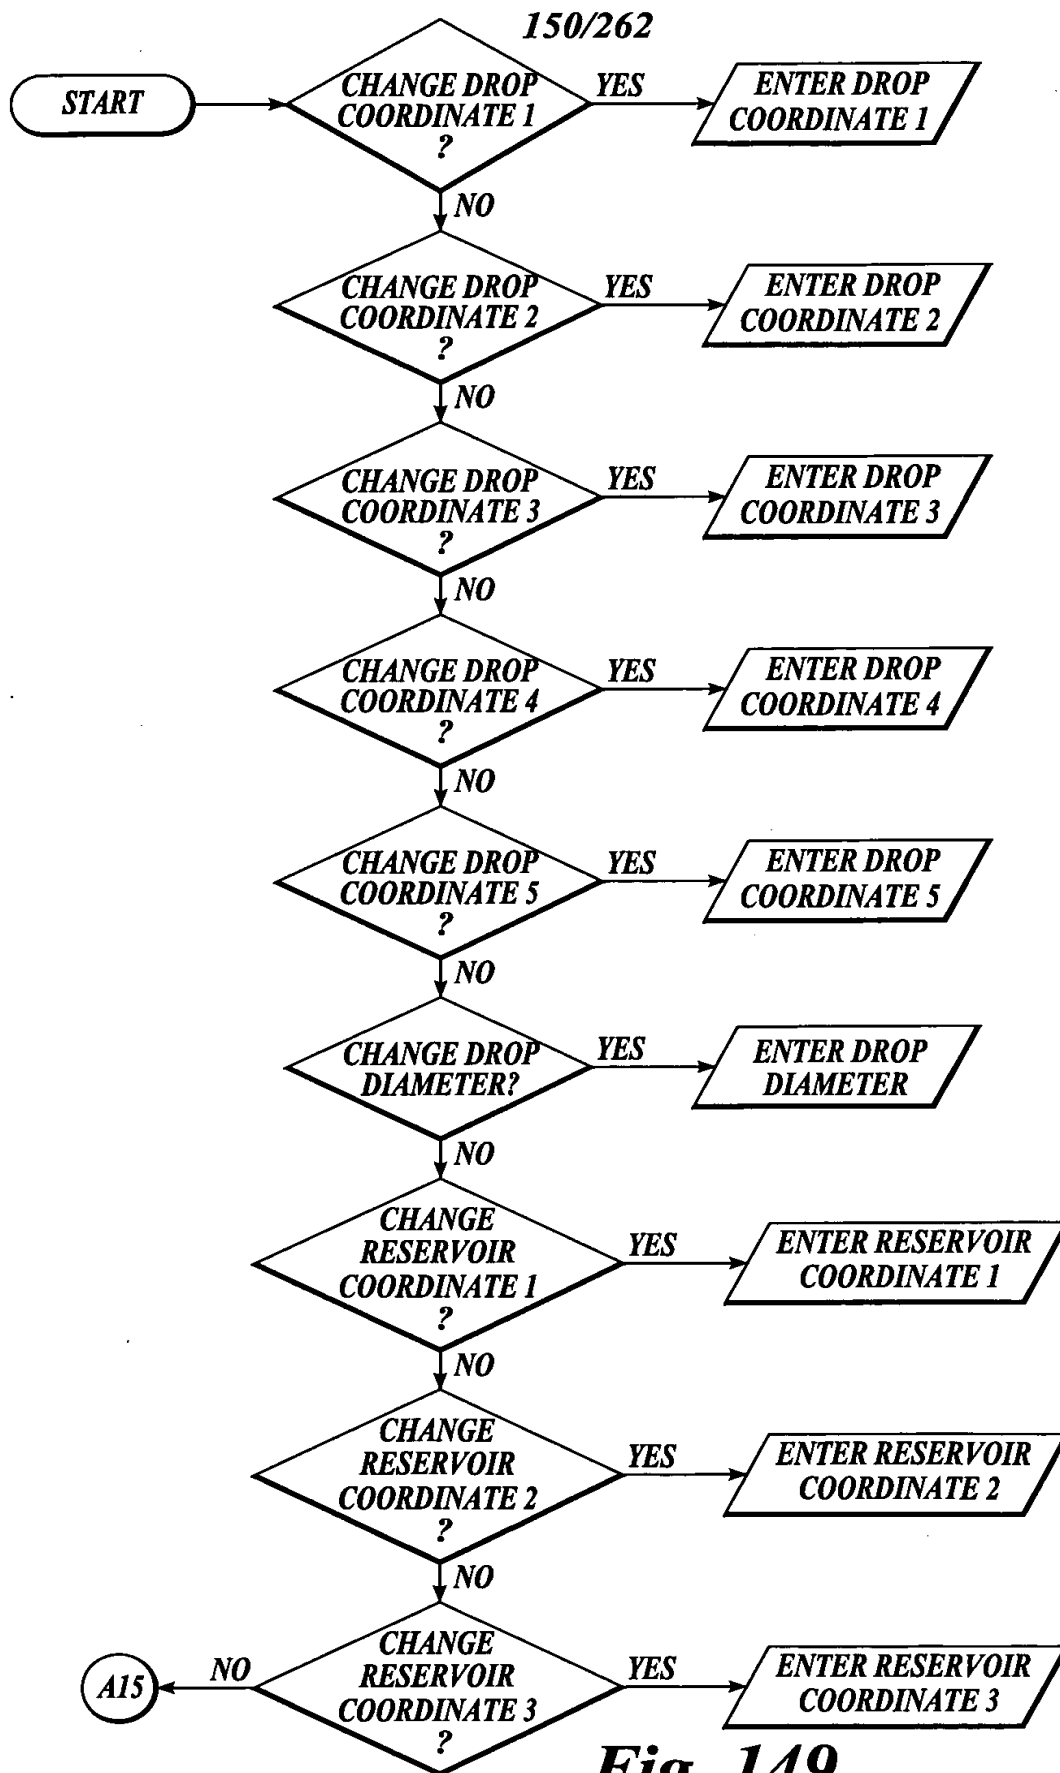 150/262
START
CHANGE DROP
COORDINATE 1
?
YES
ENTER DROP
COORDINATE 1
NO
CHANGE DROP
COORDINATE 2
?
YES
ENTER DROP
COORDINATE 2
NO
CHANGE DROP
COORDINATE 3
?
YES
ENTER DROP
COORDINATE 3
NO
CHANGE DROP
COORDINATE 4
?
YES
ENTER DROP
COORDINATE 4
NO
CHANGE DROP
COORDINATE 5
?
YES
ENTER DROP
COORDINATE 5
NO
CHANGE DROP
DIAMETER?
YES
ENTER DROP
DIAMETER
NO
CHANGE
RESERVOIR
COORDINATE 1
?
YES
ENTER RESERVOIR
COORDINATE 1
NO
CHANGE
RESERVOIR
COORDINATE 2
?
YES
ENTER RESERVOIR
COORDINATE 2
NO
A15
NO
CHANGE
RESERVOIR
COORDINATE 3
?
YES
ENTER RESERVOIR
COORDINATE 3
Fig. 149